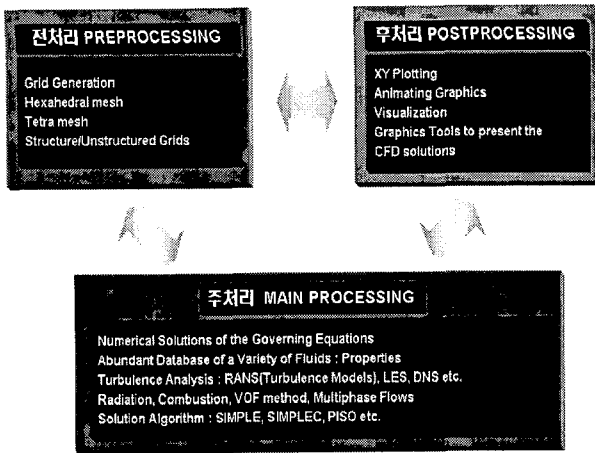 전처리 PREPROCESSING
Grid Generation
Hexahedral mesh
Tetra mesh
Structure/Unstructured Grids
후처리 POSTPROCESSING
XY Plotting
Animating Graphics
Visualization
Graphics Tools to present the
CFD solutions
주처리 MAIN PROCESSING
Numerical Solutions of the Governing Equations
Abundant Database of a Variety of Fluids : Properties
Turbulence Analysis : RANS(Turbulence Models), LES, DNS etc.
Radiation, Combustion, VOF method, Multiphase Flows
Solution Algorithm : SIMPLE, SIMPLEC, PISO etc.